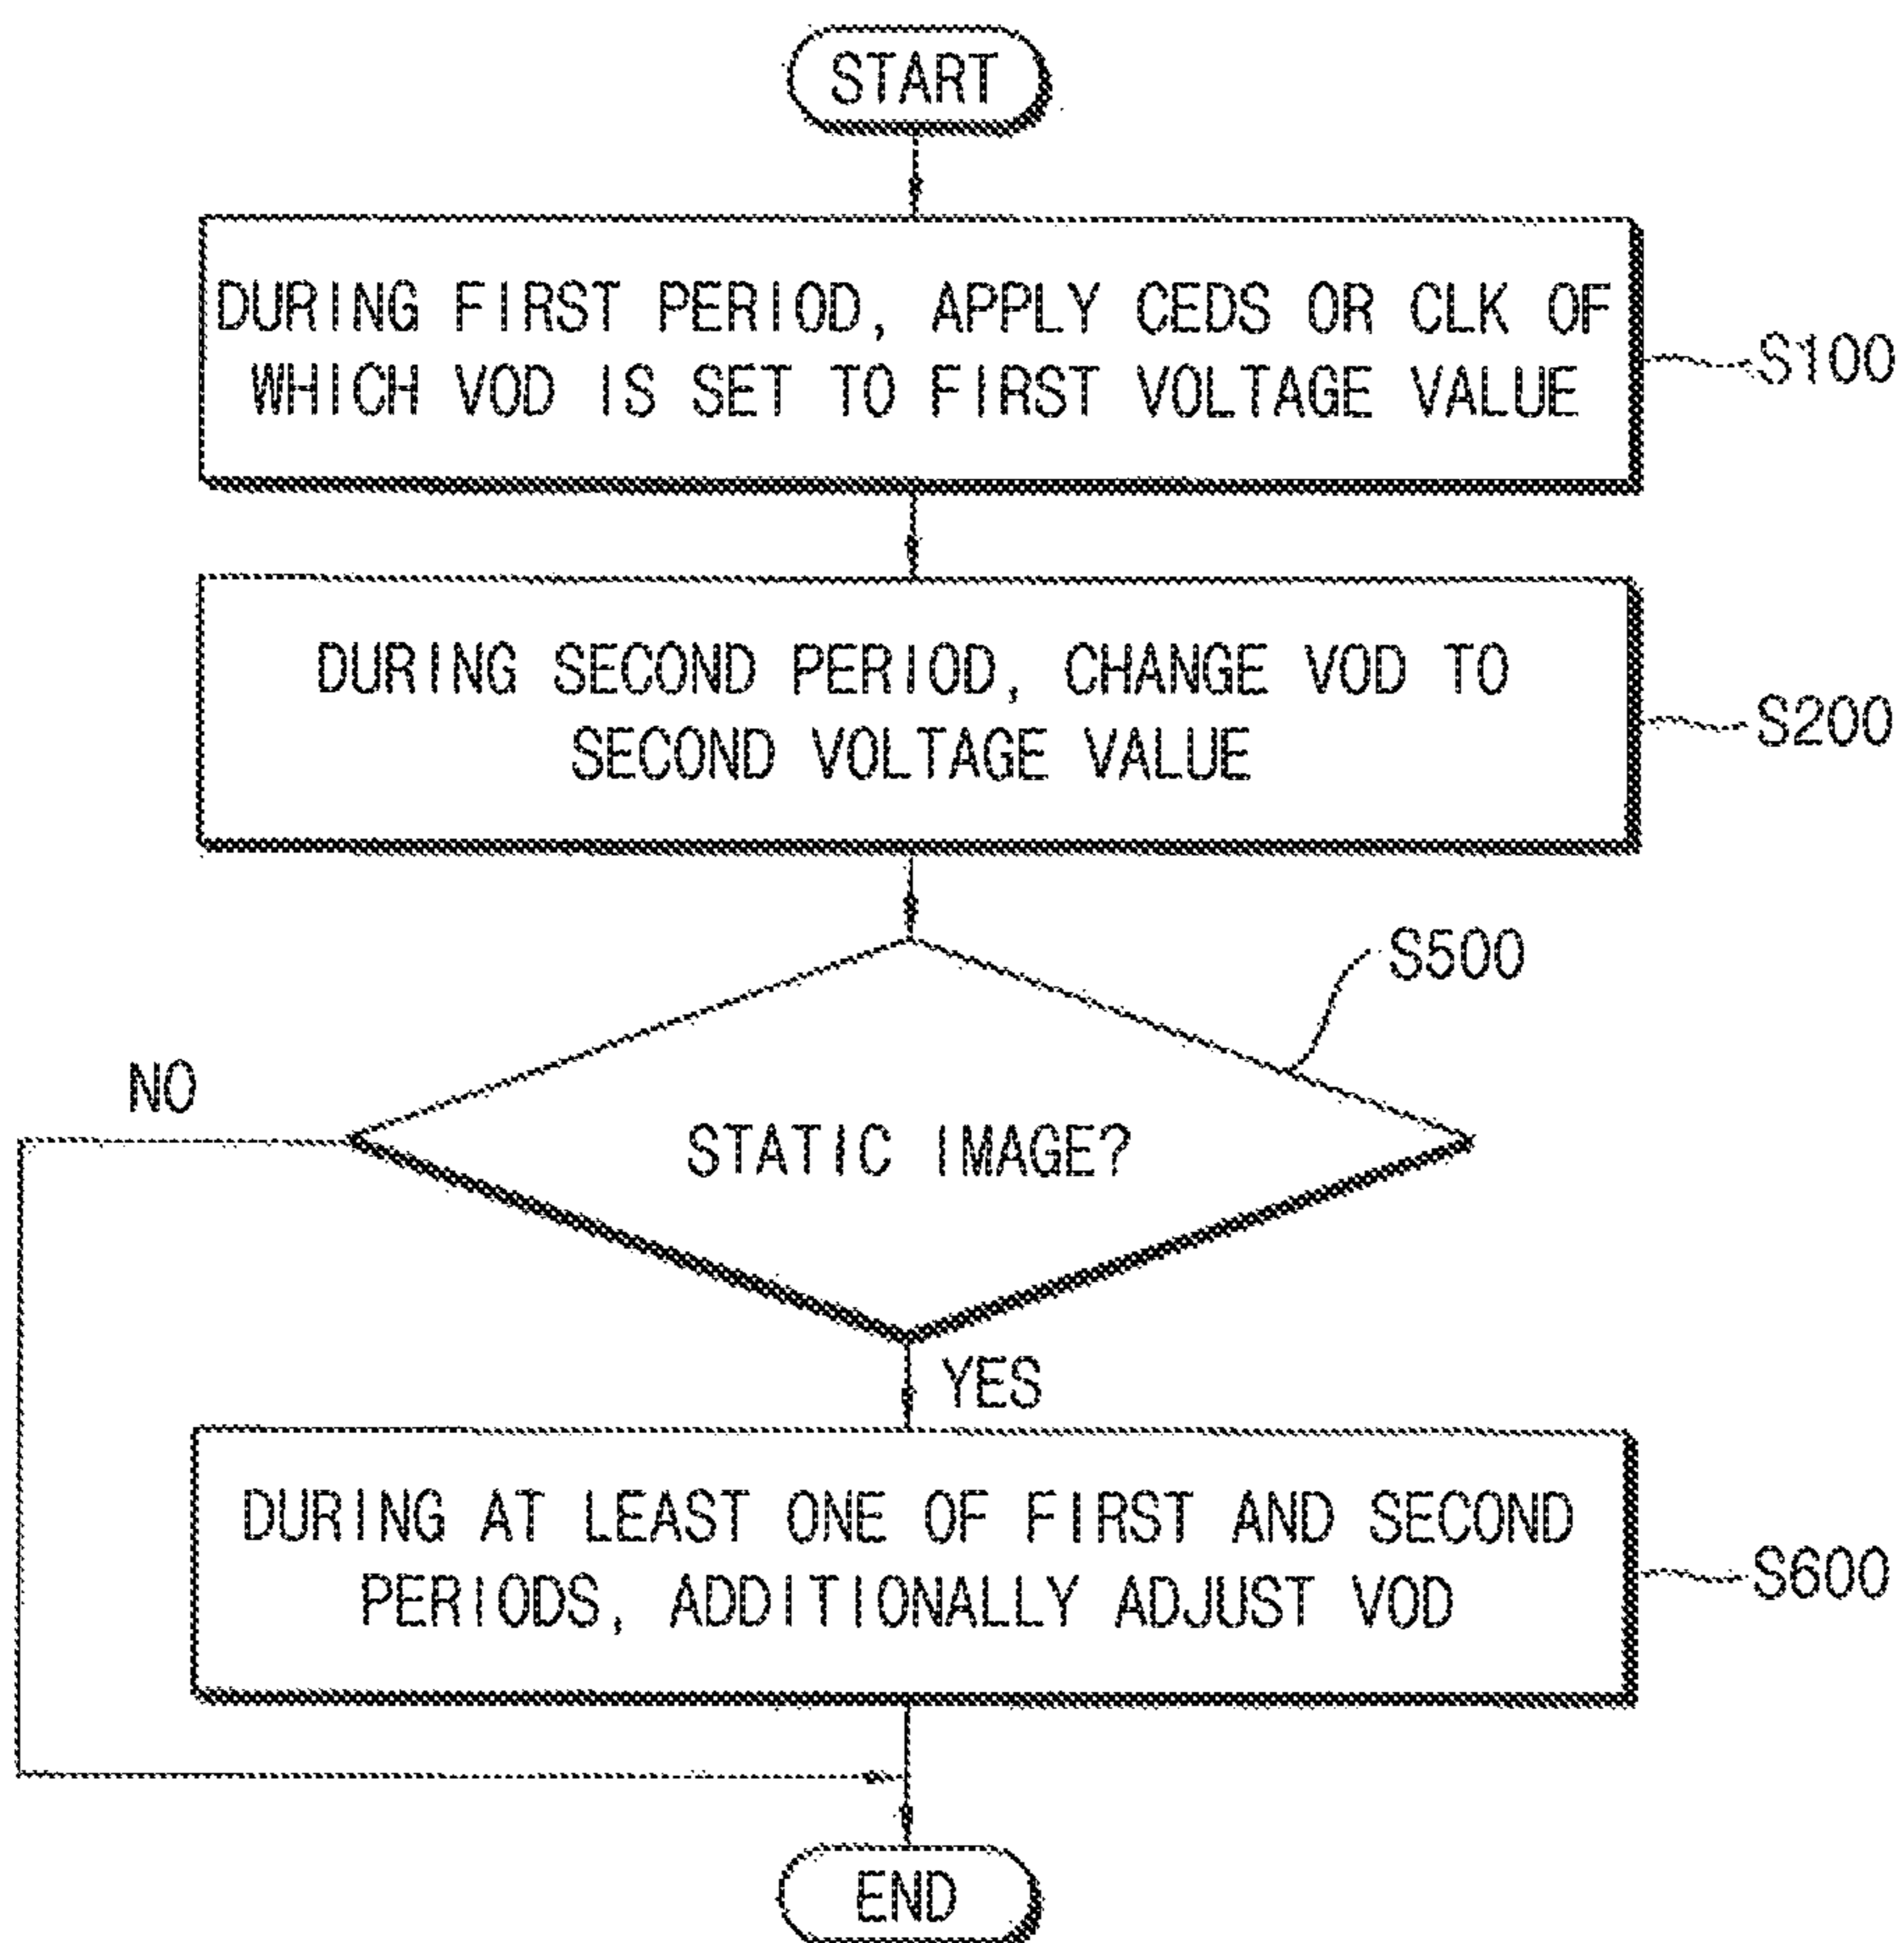 START
DURING FIRST PERIOD, APPLY CEDS OR CLK OF
WHICH VOD IS SET TO FIRST VOLTAGE VALUE
S100
DURING SECOND PERIOD, CHANGE VOD TO
SECOND VOLTAGE VALUE
S200
S500
NO
STATIC IMAGE?
YES
DURING AT LEAST ONE OF FIRST AND SECOND
PERIODS, ADDITIONALLY ADJUST VOD
S600
END